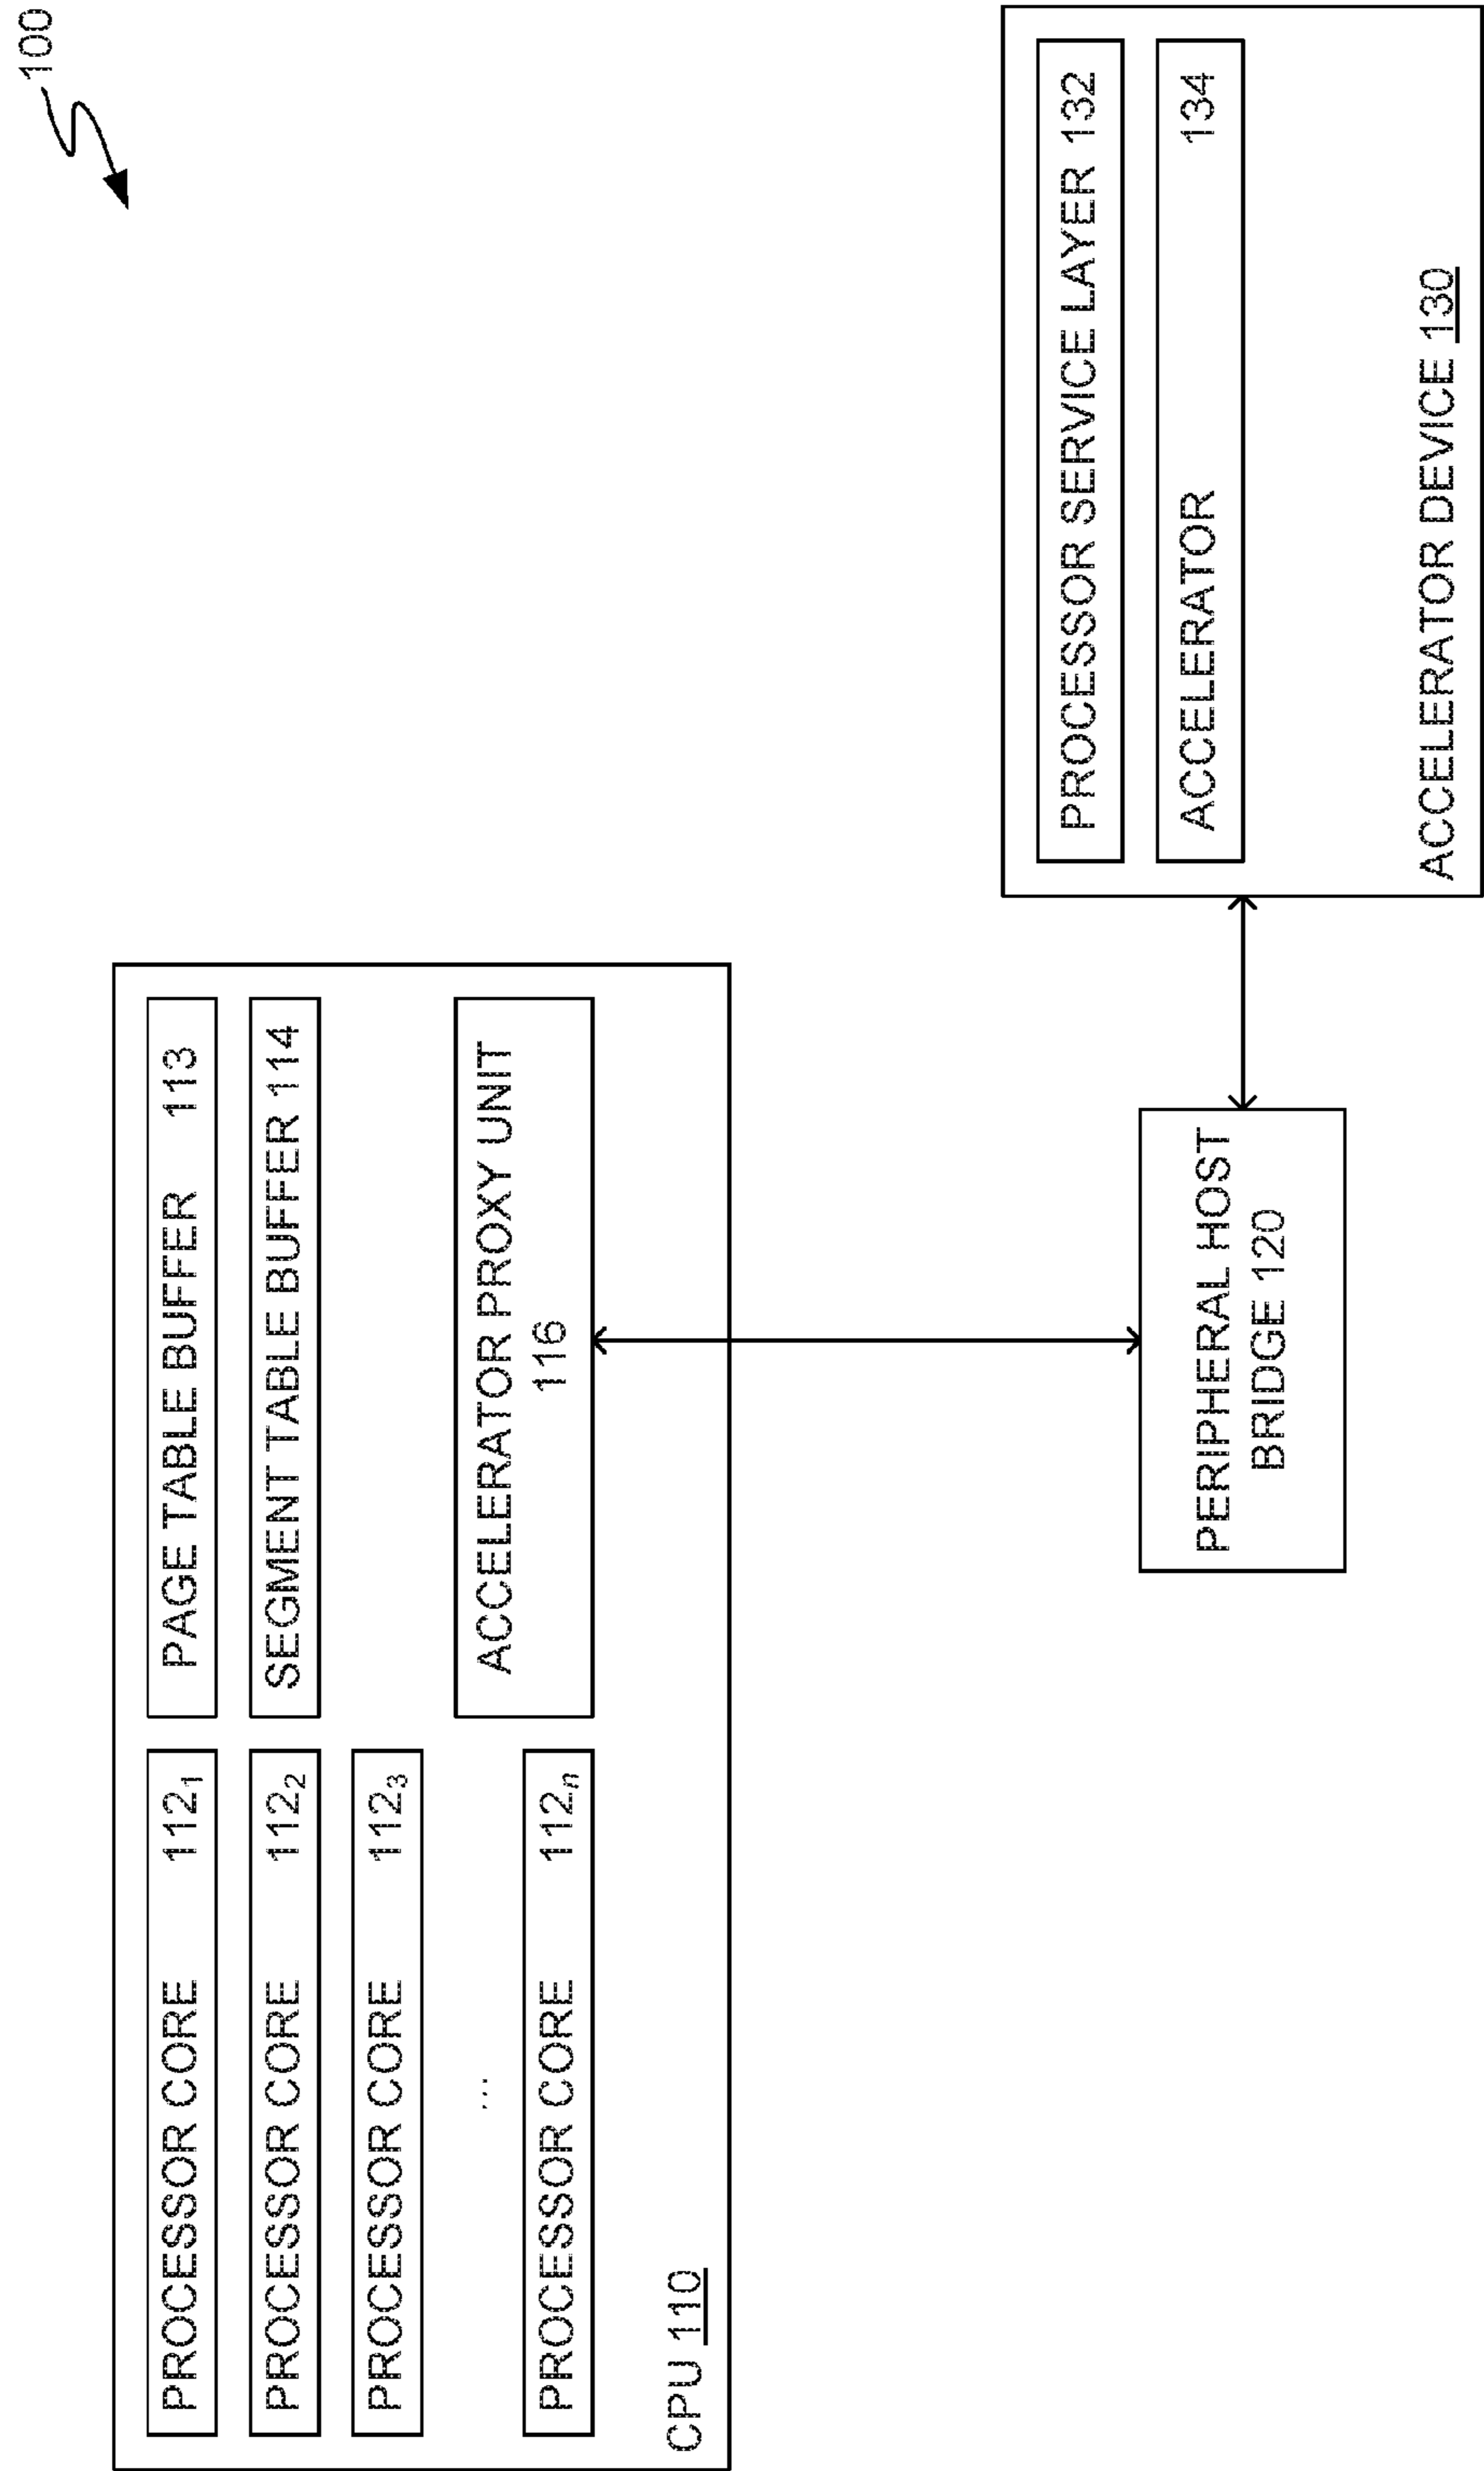 100
PROCESSOR CORE 112₁
PROCESSOR CORE 112₂
PROCESSOR CORE 112₃
...
PROCESSOR CORE 112ₙ
PAGE TABLE BUFFER 113
SEGMENT TABLE BUFFER 114
ACCELERATOR PROXY UNIT
116
CPU 110
PERIPHERAL HOST
BRIDGE 120
PROCESSOR SERVICE LAYER 132
ACCELERATOR 134
ACCELERATOR DEVICE 130